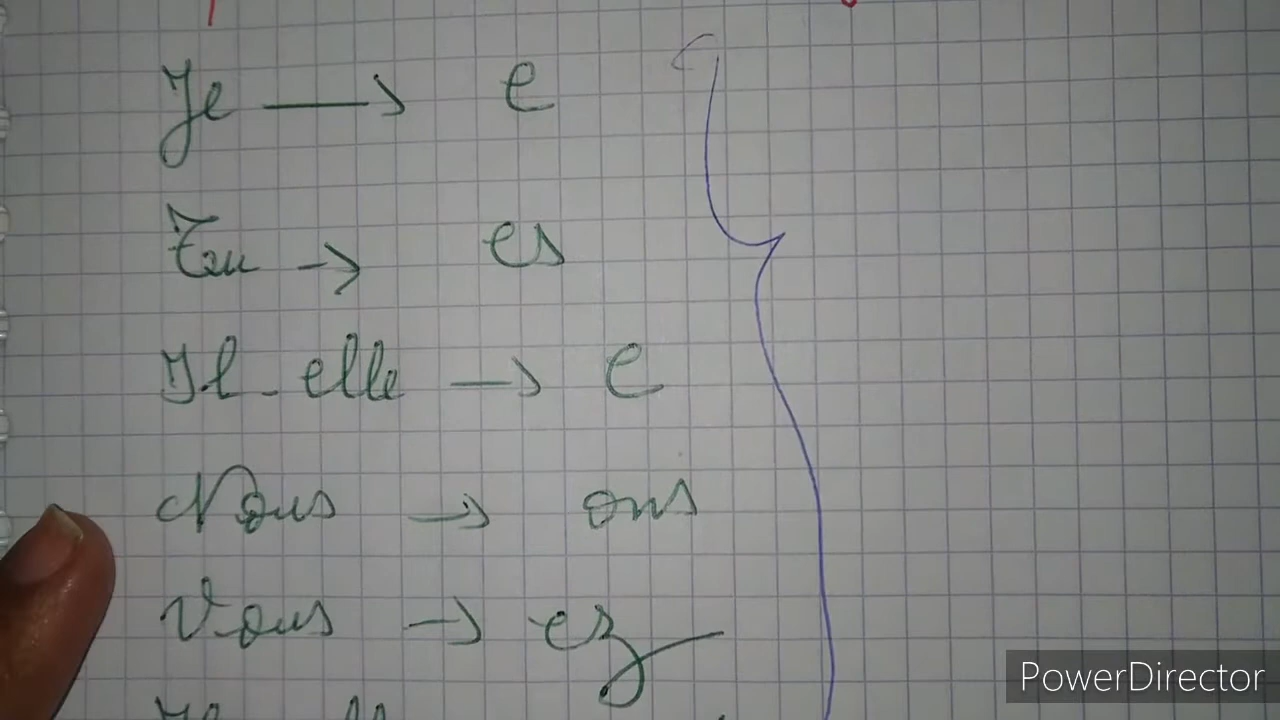 Je → e
Tu → es
Il - elle → e
Nous → ons
Vous → ez
PowerDirector